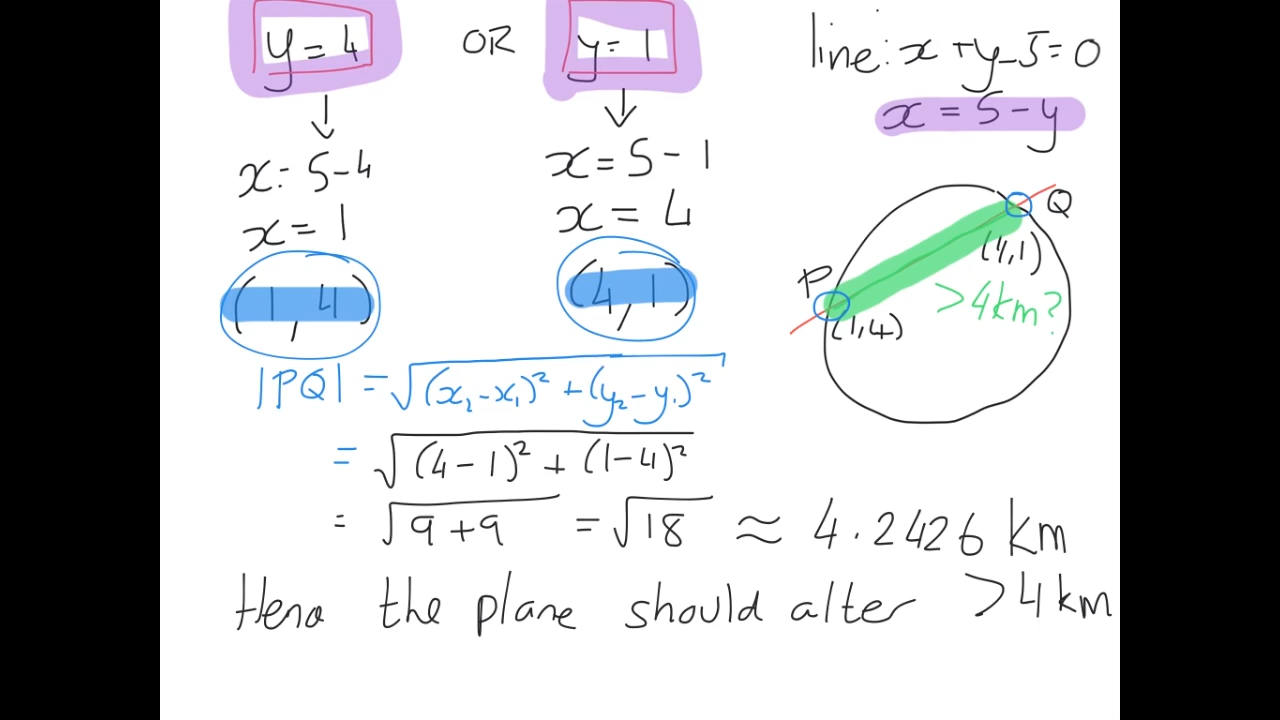 y = 4 OR y = 1
x = 5 - 4 x = 5 - 1
x = 1 x = 4
(1, 4) (4, 1)
|PQ| = √(x₂-x₁)² + (y₂-y₁)²
= √(4-1)² + (1-4)²
= √9+9 = √18 ≈ 4.2426 km
Hence the plane should alter >4km
line: x + y - 5 = 0
x = 5 - y
Q
(4,1)
P
>4km?
(1,4)